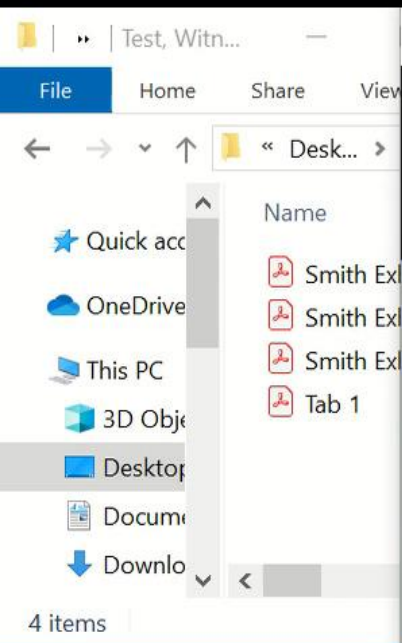 Test, Witn...
File Home Share View
« Desk... >
Name
Quick acc
OneDrive
This PC
3D Obje
Desktop
Docume
Downlo
Smith Exl
Smith Exl
Smith Exl
Tab 1
4 items